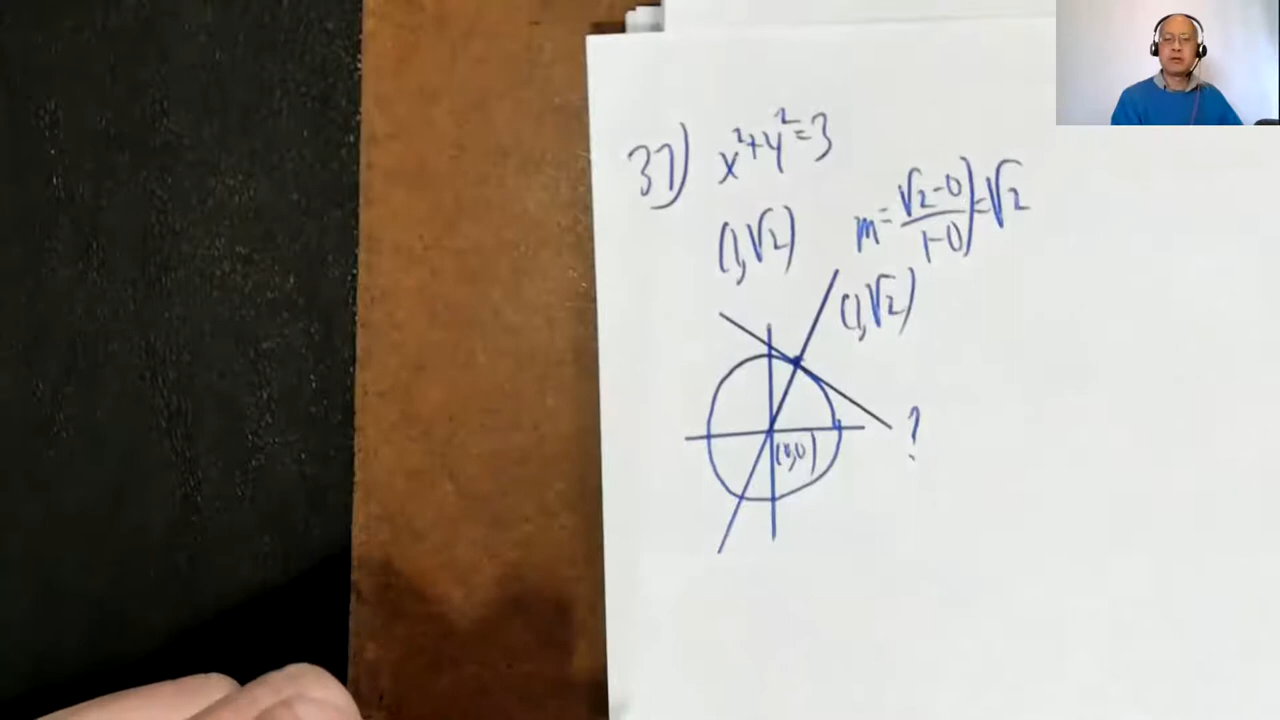 37) x²+y²=3
(1,√2) m=√2-0/1-0)=√2
(1,√2)
?
(0,0)